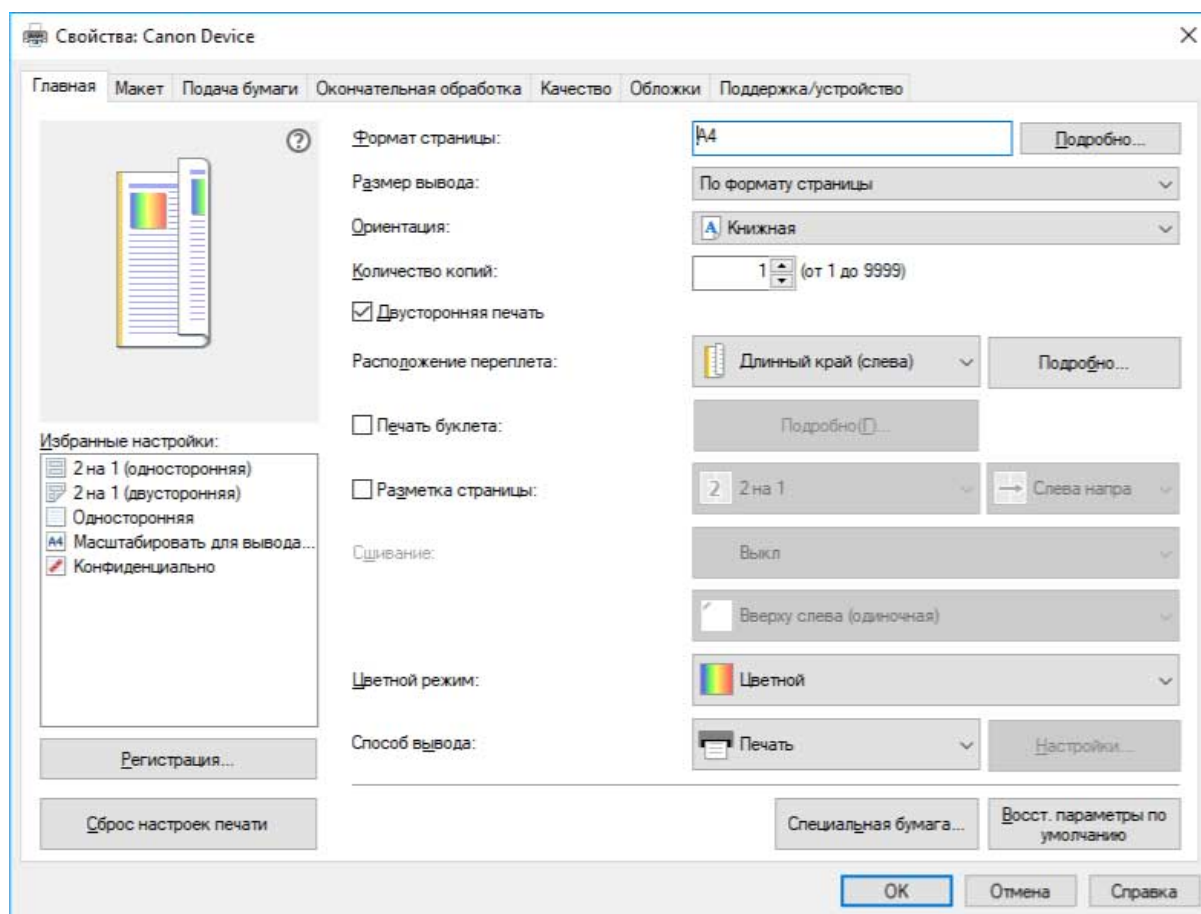 Свойства: Canon Device
Главная Макет Подача бумаги Окончательная обработка Качество Обложки Поддержка/устройство
Формат страницы: A4 Подробно...
Размер вывода: По формату страницы
Ориентация: A Книжная
Количество копий: 1 (от 1 до 9999)
Двусторонняя печать
Расположение переплета: Длинный край (слева) Подробно...
Печать буклета: Подробно(П)...
Избранные настройки:
2 на 1 (односторонняя)
2 на 1 (двусторонняя)
Односторонняя
A4 Масштабировать для вывода...
Конфиденциально
Разметка страницы: 2 2 на 1 Слева напра
Сшивание: Выкл
Вверху слева (одиночная)
Цветной режим: Цветной
Способ вывода: Печать Настройки...
Регистрация...
Сброс настроек печати
Специальная бумага...
Восст. параметры по
умолчанию
OK Отмена Справка